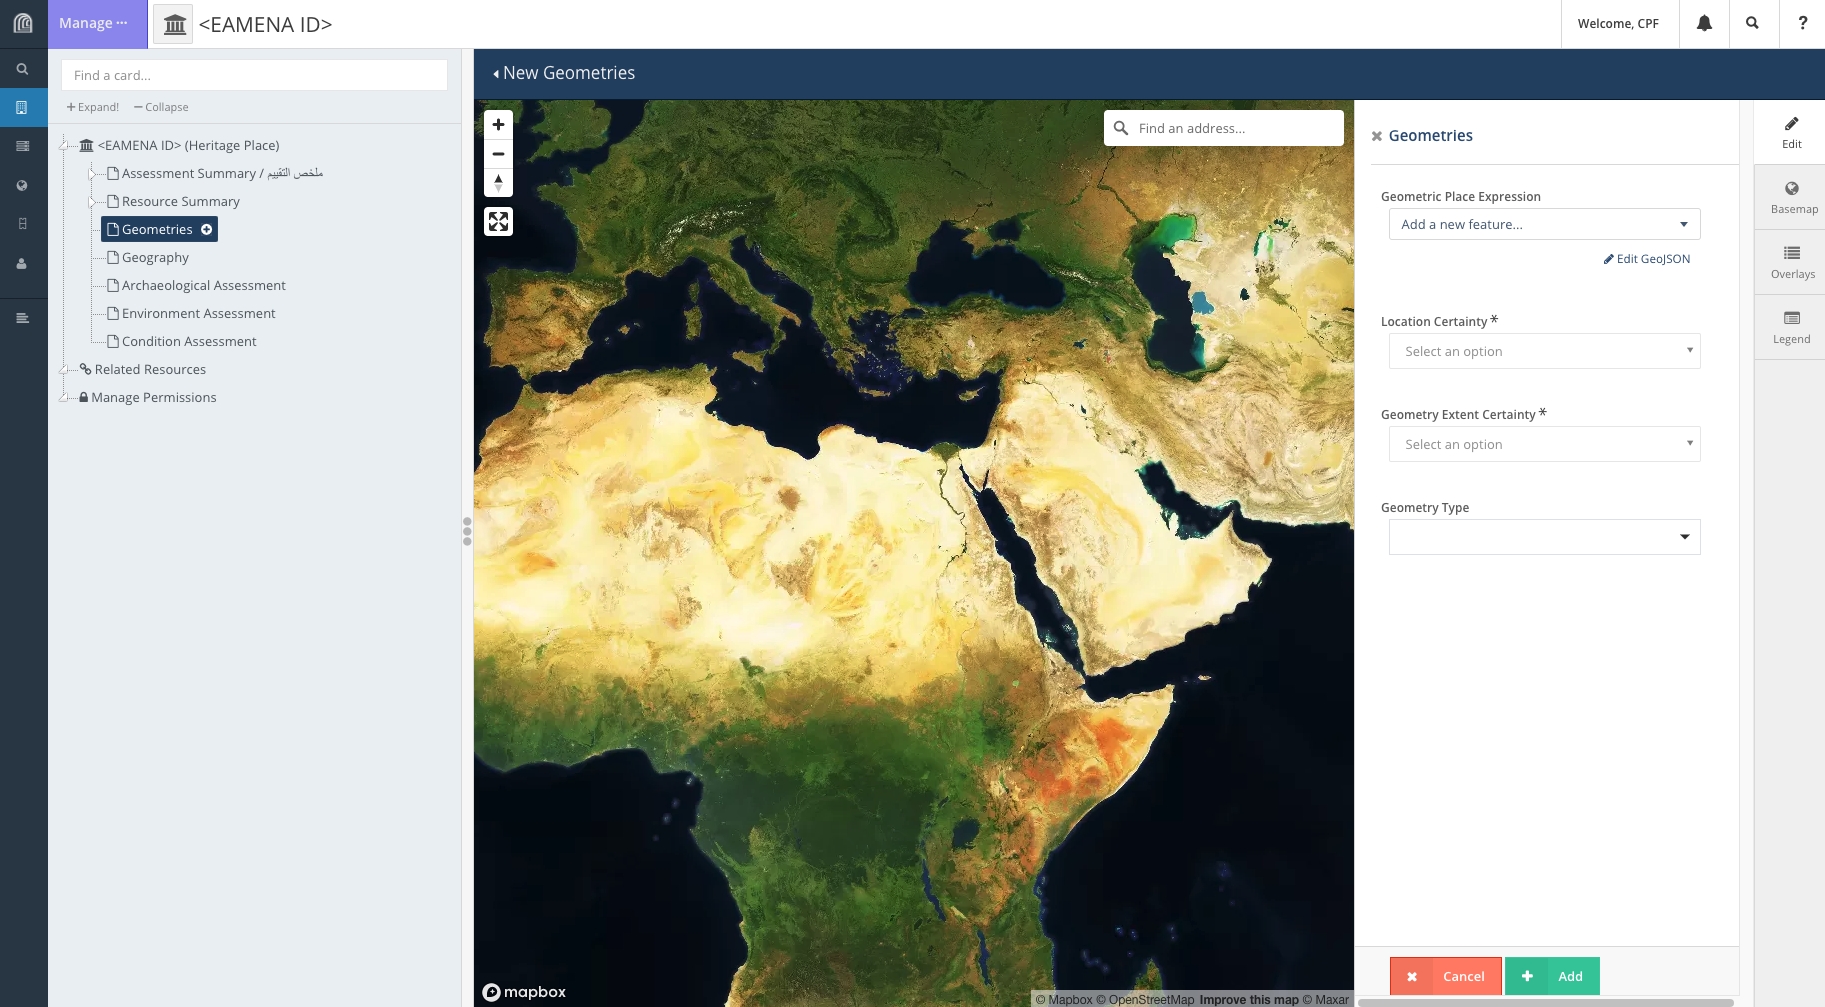 Manage ···
<EAMENA ID>
Welcome, CPF
?
Find a card...
+ Expand! − Collapse
<EAMENA ID> (Heritage Place)
Assessment Summary / ملخص التقييم
Resource Summary
Geometries
Geography
Archaeological Assessment
Environment Assessment
Condition Assessment
Related Resources
Manage Permissions
New Geometries
Find an address...
mapbox
© Mapbox © OpenStreetMap Improve this map © Maxar
Geometries
Geometric Place Expression
Add a new feature...
Edit GeoJSON
Location Certainty *
Select an option
Geometry Extent Certainty *
Select an option
Geometry Type
Cancel
Add
Edit
Basemap
Overlays
Legend